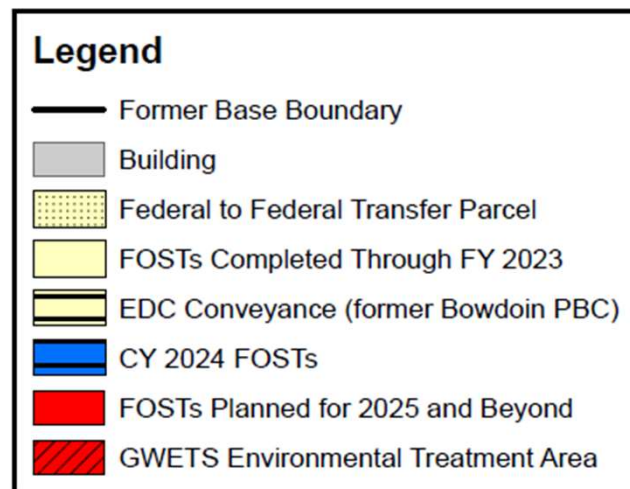 Legend
Former Base Boundary
Building
Federal to Federal Transfer Parcel
FOSTs Completed Through FY 2023
EDC Conveyance (former Bowdoin PBC)
CY 2024 FOSTs
FOSTs Planned for 2025 and Beyond
GWETS Environmental Treatment Area